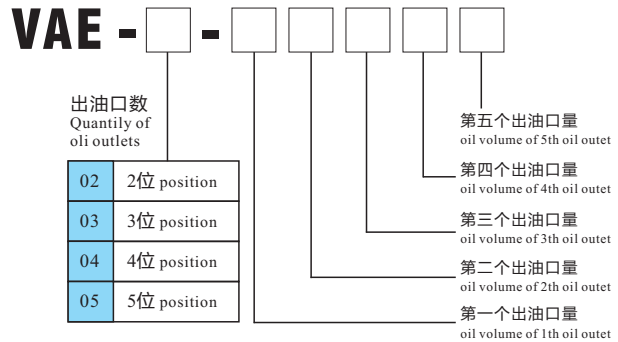 VAE - □ - □ □ □ □ □
出油口数
Quantily of
oli outlets
02 2位 position
03 3位 position
04 4位 position
05 5位 position
第五个出油口量
oil volume of 5th oil outet
第四个出油口量
oil volume of 4th oil outet
第三个出油口量
oil volume of 3th oil outet
第二个出油口量
oil volume of 2th oil outet
第一个出油口量
oil volume of 1th oil outet